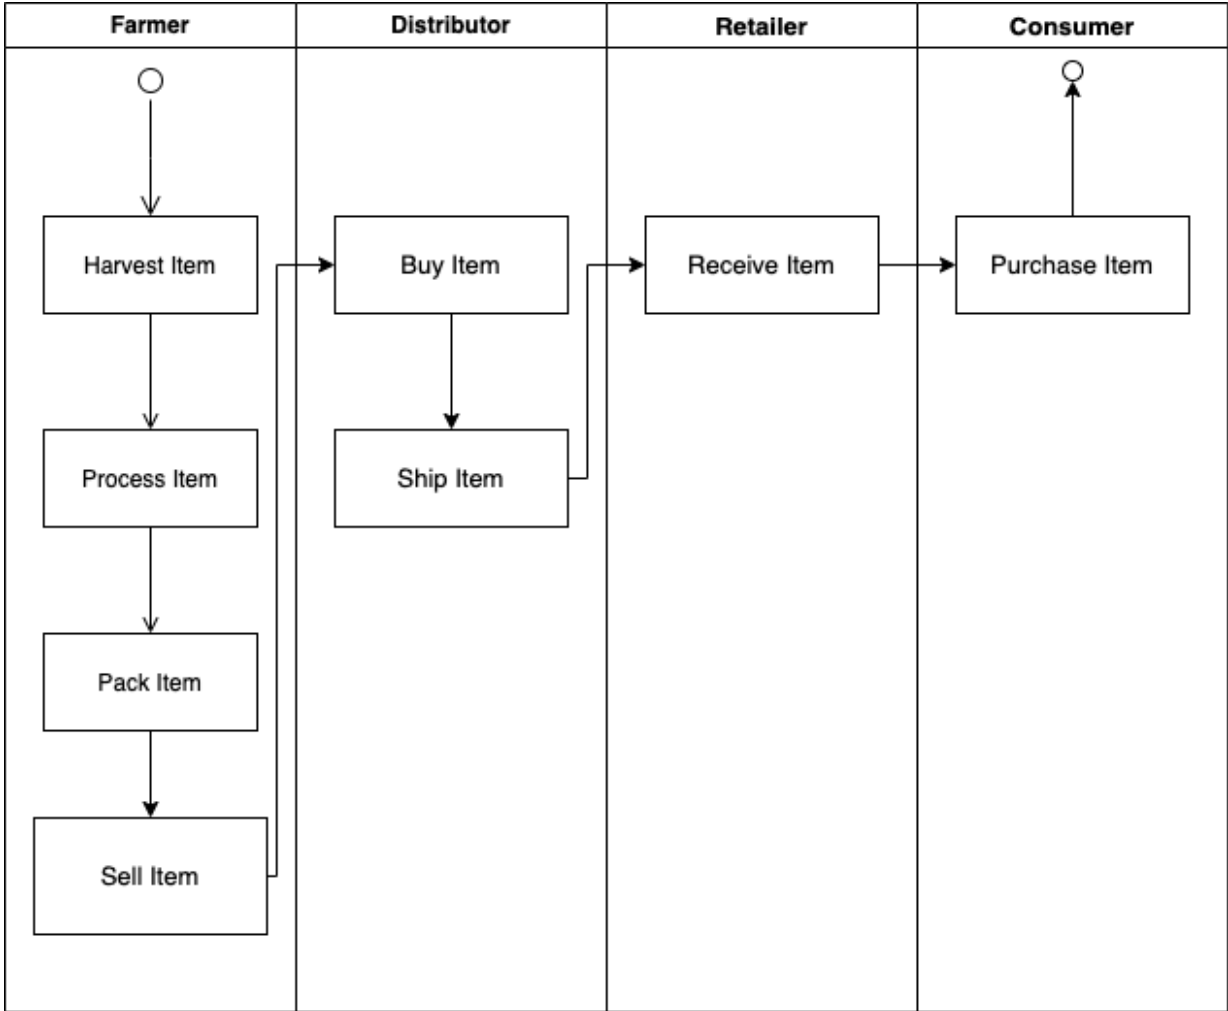 Farmer
Distributor
Retailer
Consumer
Harvest Item
Buy Item
Receive Item
Purchase Item
Process Item
Ship Item
Pack Item
Sell Item